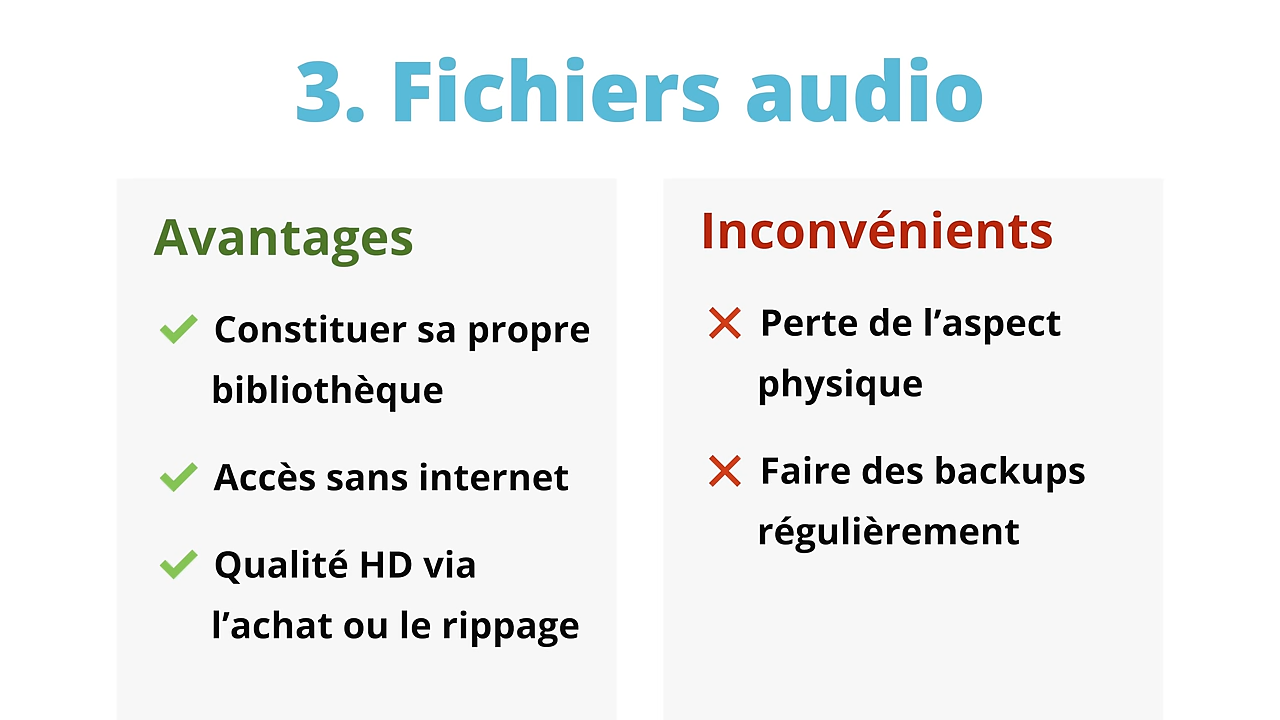 3. Fichiers audio
Avantages
Constituer sa propre
bibliothèque
Accès sans internet
Qualité HD via
l’achat ou le rippage
Inconvénients
Perte de l’aspect
physique
Faire des backups
régulièrement